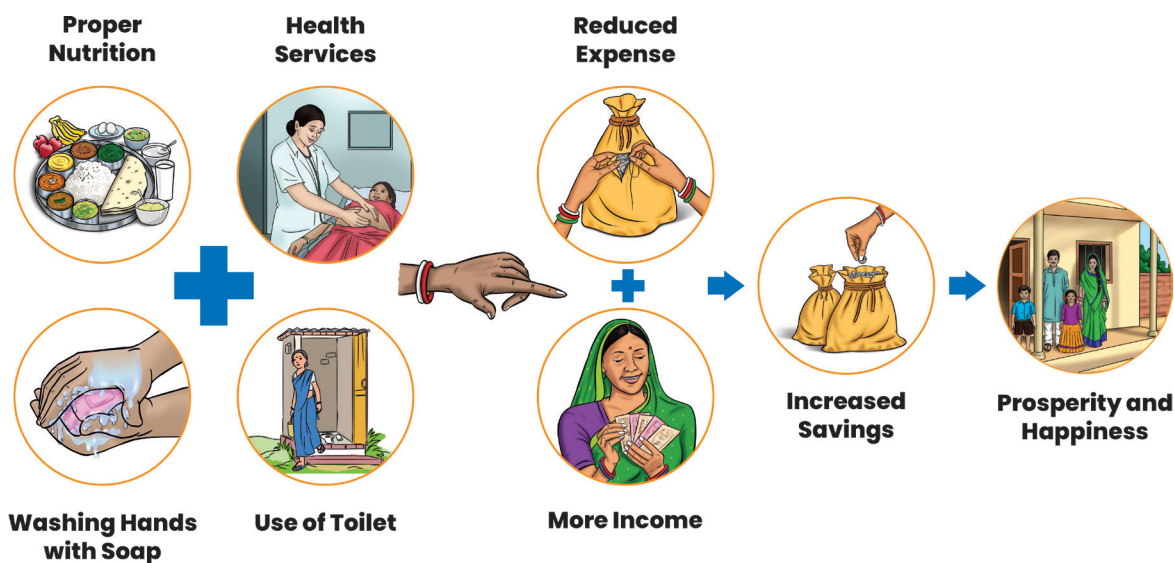 Proper
Nutrition
Health
Services
Reduced
Expense
Washing Hands
with Soap
Use of Toilet
More Income
Increased
Savings
Prosperity and
Happiness